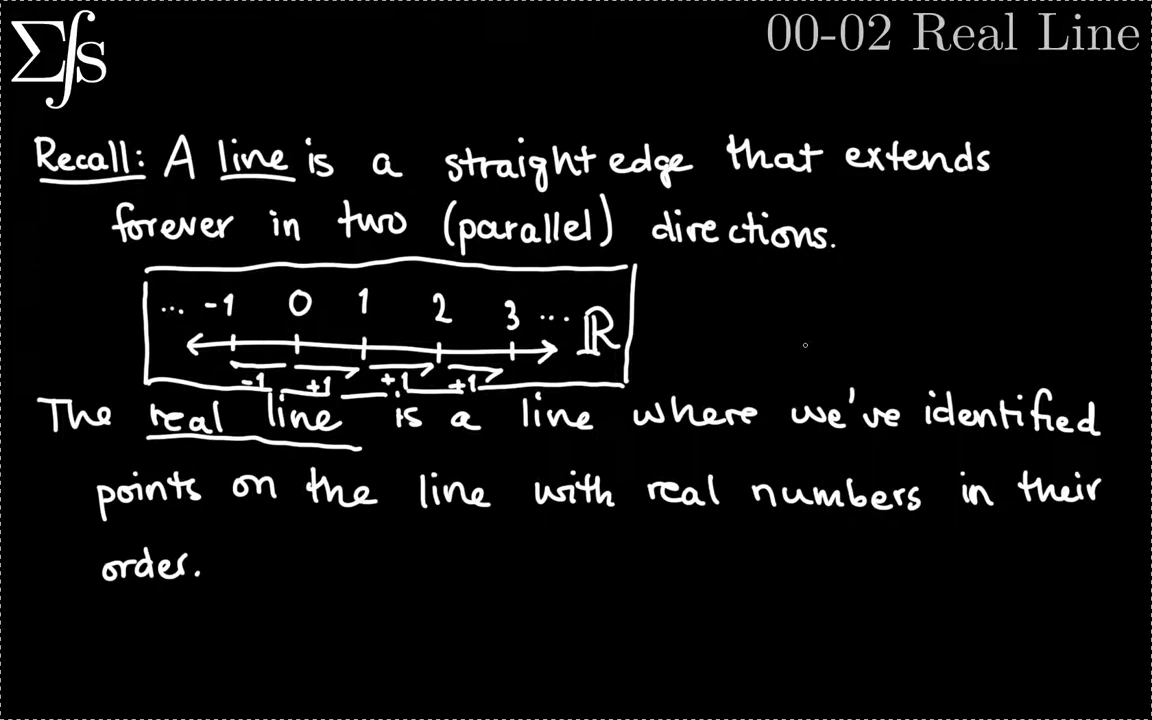 Σ∫S
00-02 Real Line
Recall: A line is a straight edge that extends
forever in two (parallel) directions.
... -1 0 1 2 3 ... ℝ
-1 +1 +1 +1
The real line is a line where we've identified
points on the line with real numbers in their
order.